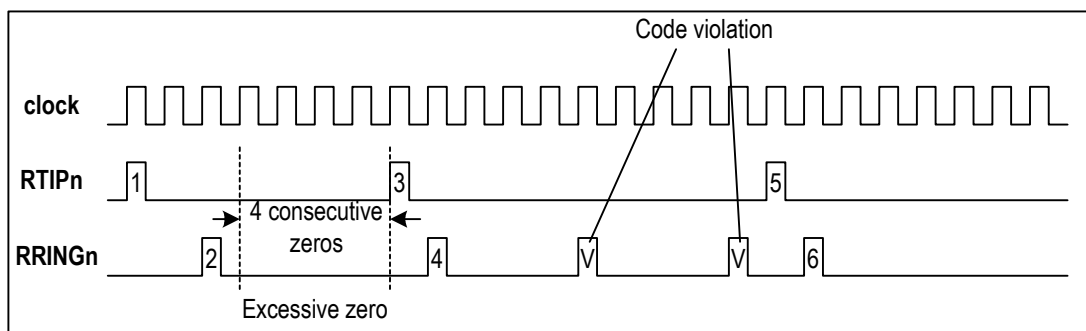 Code violation
clock
RTIPn
1
3
5
4 consecutive
zeros
RRINGn
2
4
V
V
6
Excessive zero